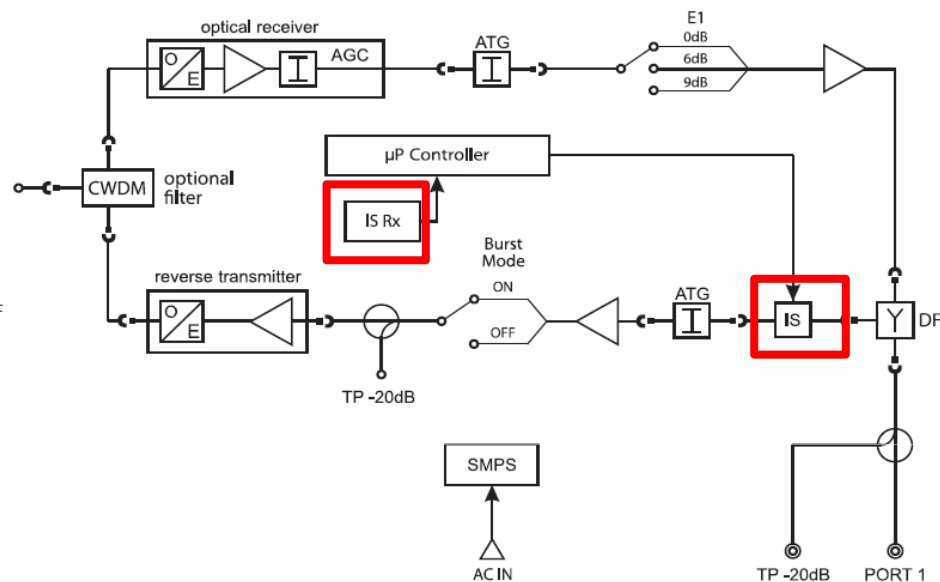 optical receiver
O
E
AGC
ATG
E1
0dB
6dB
9dB
µP Controller
CWDM
optional
filter
IS Rx
Burst
Mode
ON
OFF
reverse transmitter
O
E
TP -20dB
ATG
IS
Y
DF
SMPS
AC IN
TP -20dB
PORT 1